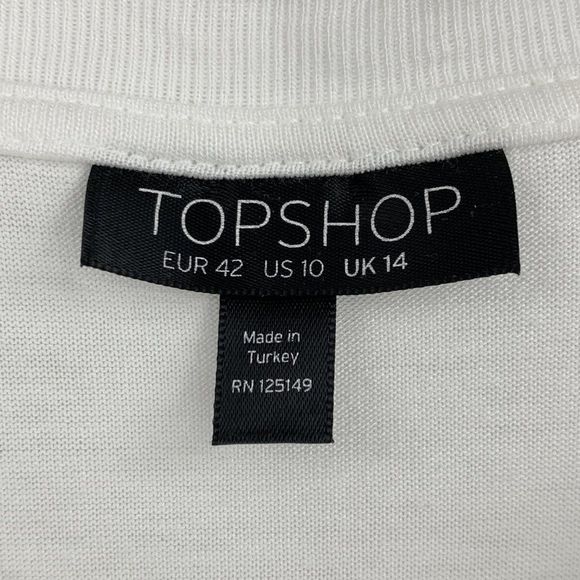 TOPSHOP
EUR 42 US 10 UK 14
Made in
Turkey
RN 125149